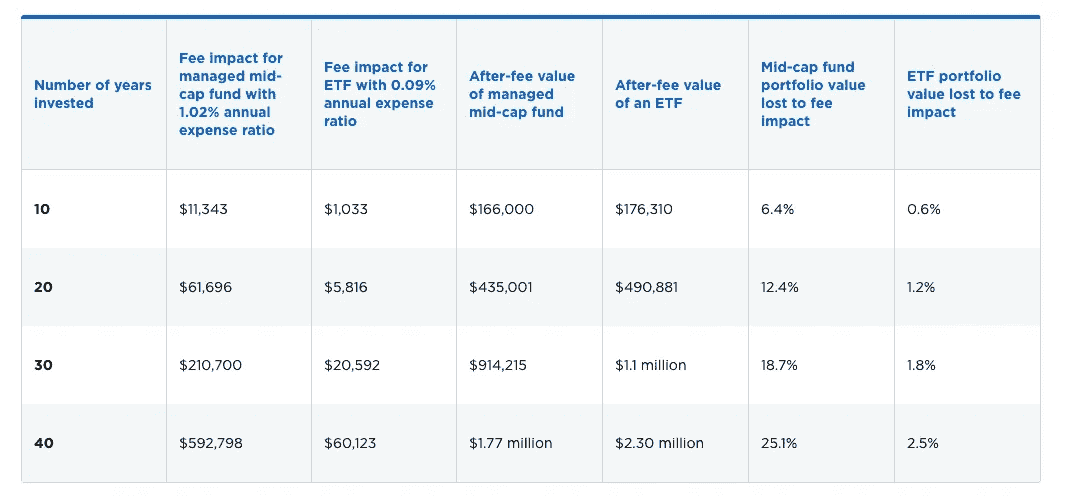 Number of years
invested
Fee impact for
managed mid-
cap fund with
1.02% annual
expense ratio
Fee impact for
ETF with 0.09%
annual expense
ratio
After-fee value
of managed
mid-cap fund
After-fee value
of an ETF
Mid-cap fund
portfolio value
lost to fee
impact
ETF portfolio
value lost to fee
impact
10 $11,343 $1,033 $166,000 $176,310 6.4% 0.6%
20 $61,696 $5,816 $435,001 $490,881 12.4% 1.2%
30 $210,700 $20,592 $914,215 $1.1 million 18.7% 1.8%
40 $592,798 $60,123 $1.77 million $2.30 million 25.1% 2.5%